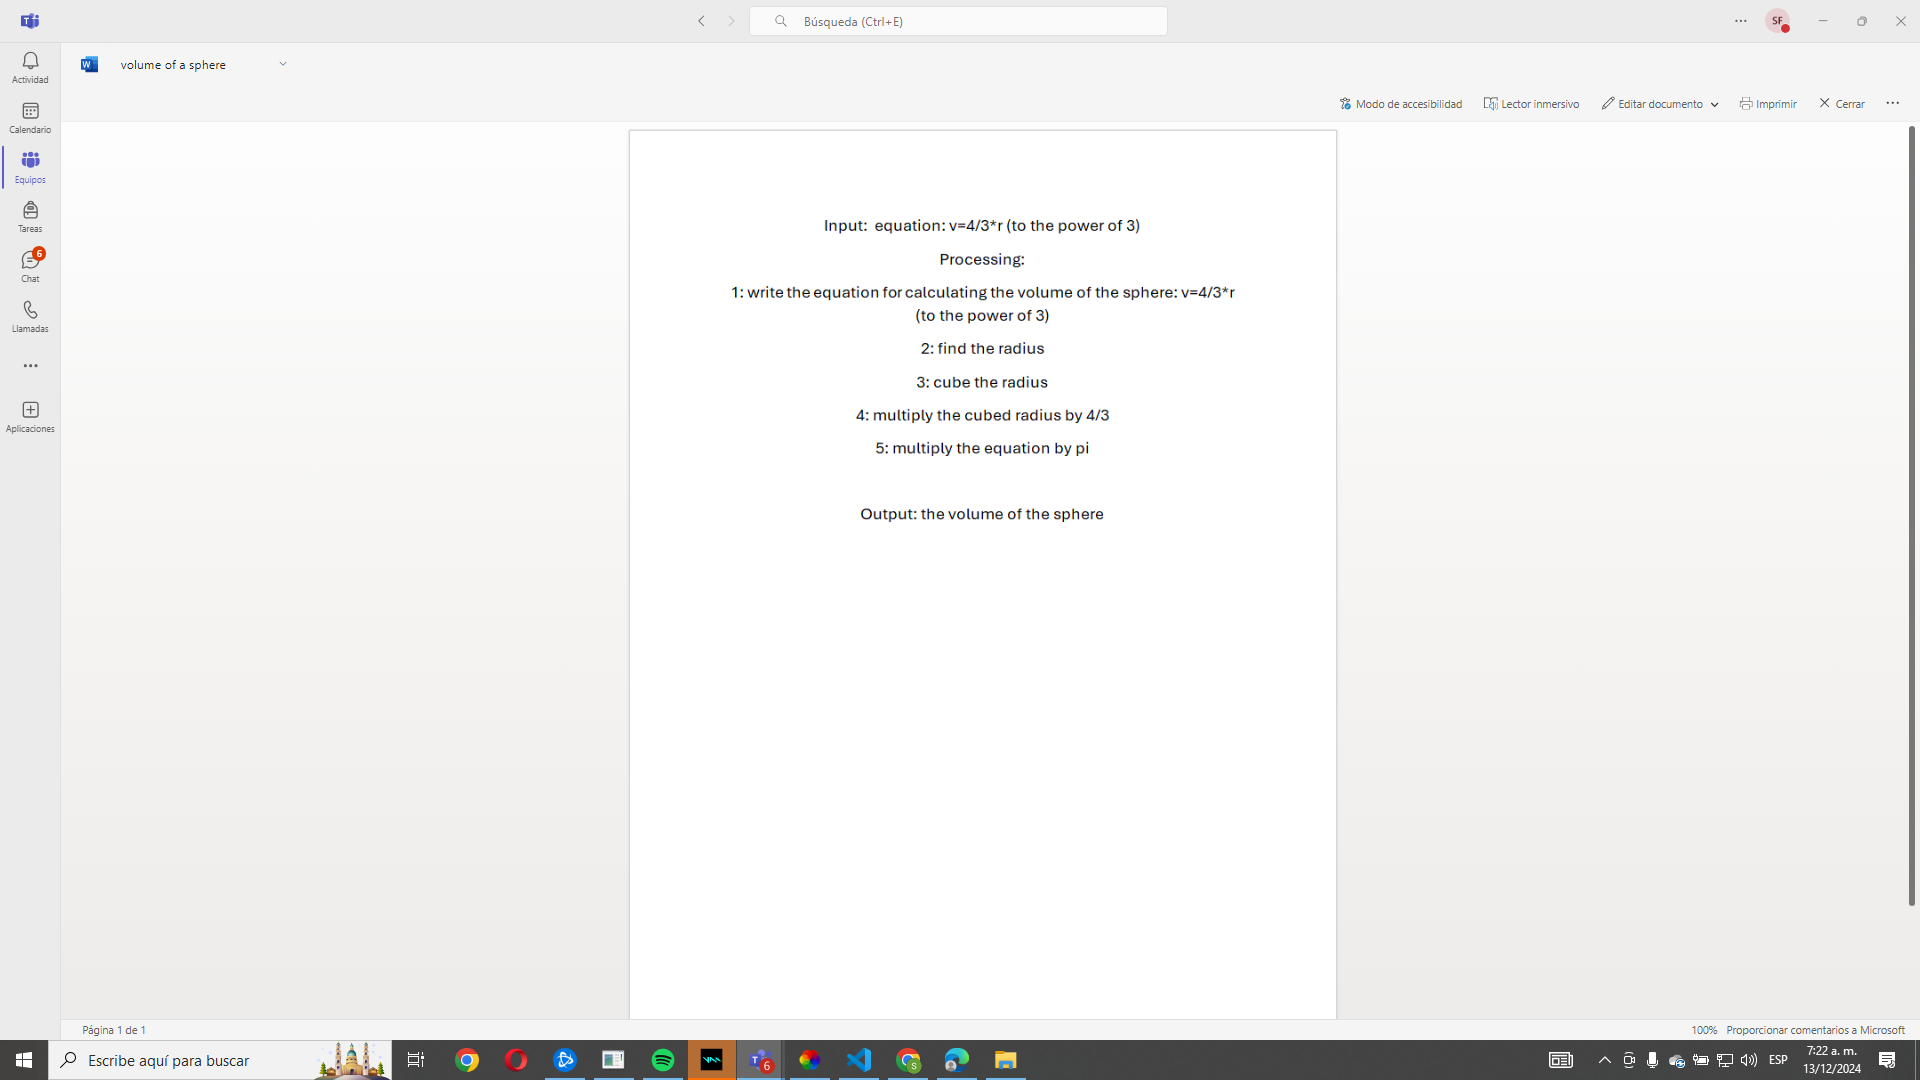 Búsqueda (Ctrl+E)
SF
volume of a sphere
Actividad
Calendario
Equipos
Tareas
6
Chat
Llamadas
Aplicaciones
Modo de accesibilidad
Lector inmersivo
Editar documento
Imprimir
Cerrar
Input:  equation: v=4/3*r (to the power of 3)
Processing:
1: write the equation for calculating the volume of the sphere: v=4/3*r
(to the power of 3)
2: find the radius
3: cube the radius
4: multiply the cubed radius by 4/3
5: multiply the equation by pi
Output: the volume of the sphere
Página 1 de 1
100%
Proporcionar comentarios a Microsoft
Escribe aquí para buscar
6
S
ESP
7:22 a. m.
13/12/2024